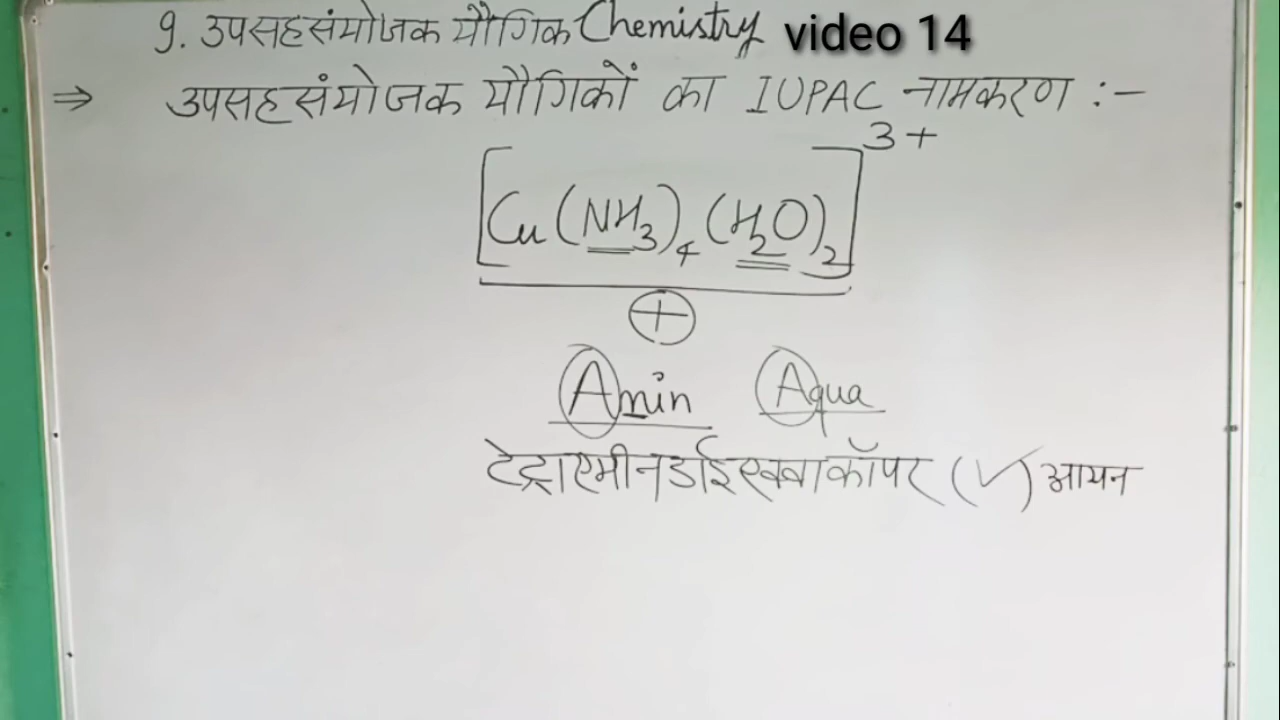 9. उपसहसंयोजक यौगिक Chemistry video 14
⇒ उपसहसंयोजक यौगिकों का IUPAC नामकरण :-
[Cu(NH₃)₄(H₂O)₂]³⁺
+
Amin Aqua
टेट्राएमीनडाईएक्वाकॉपर (V) आयन